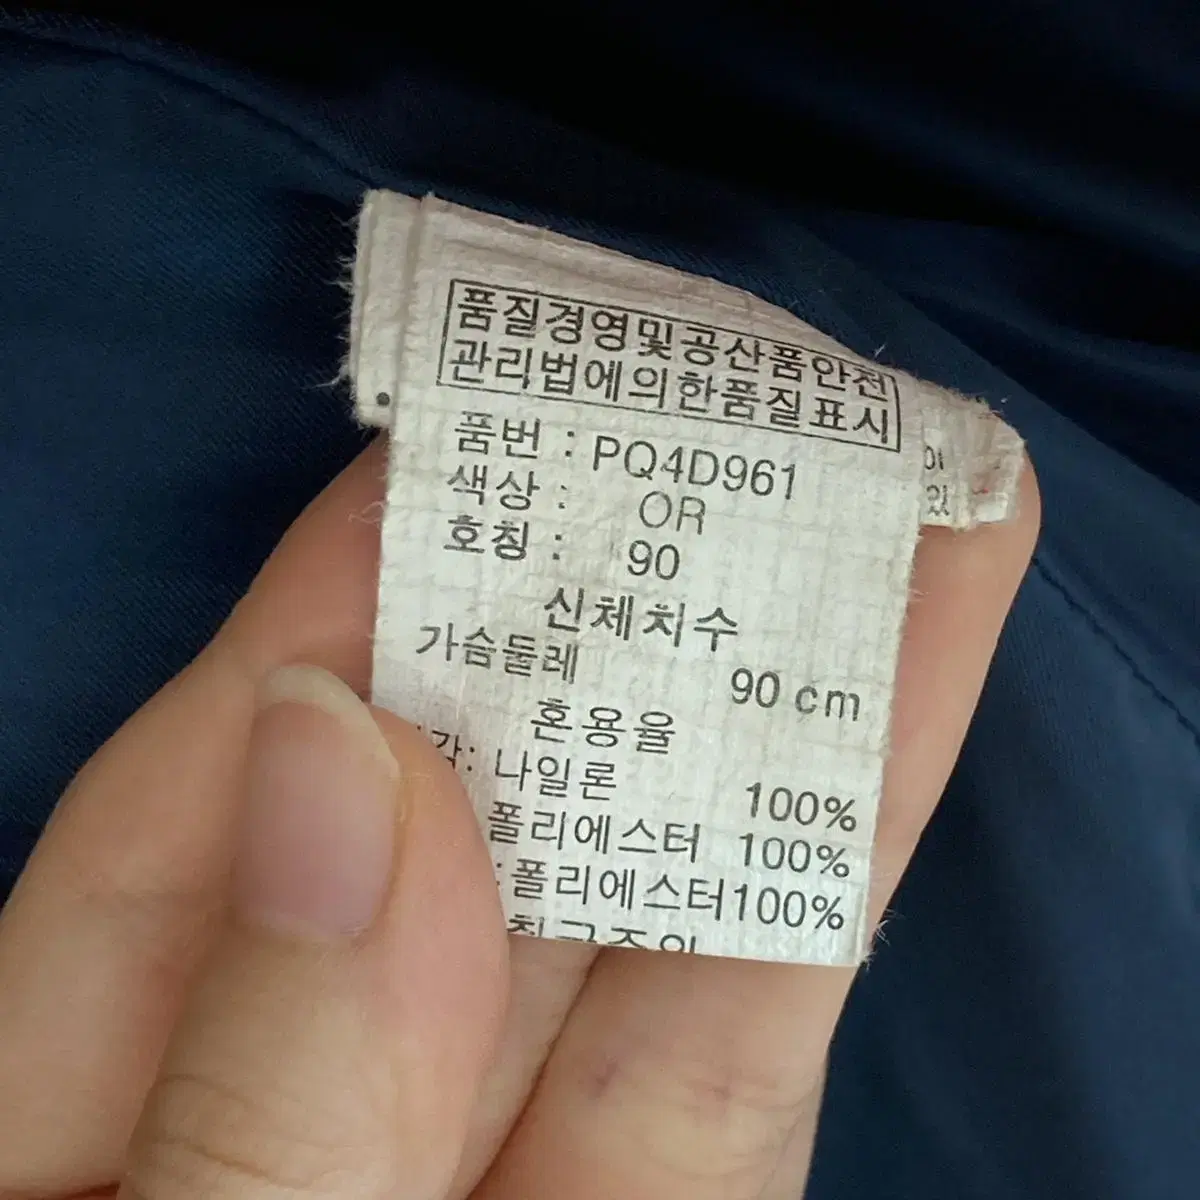 품질경영및공산품안전
관리법에의한품질표시
품번 : PQ4D961
색상 : OR
호칭 : 90
신체치수
가슴둘레 90 cm
혼용율
감: 나일론 100%
폴리에스터 100%
:폴리에스터100%
이
있